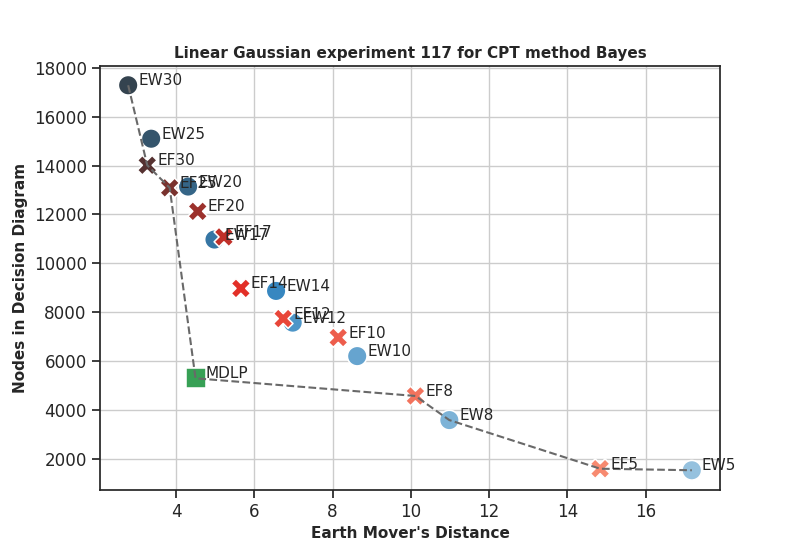 Linear Gaussian experiment 117 for CPT method Bayes
Nodes in Decision Diagram
18000
16000
14000
12000
10000
8000
6000
4000
2000
EW30
EW25
EF30
EF25
EW20
EF20
EF17
EW17
EF14
EW14
EF12
EW12
EF10
EW10
MDLP
EF8
EW8
EF5
EW5
4
6
8
10
12
14
16
Earth Mover's Distance